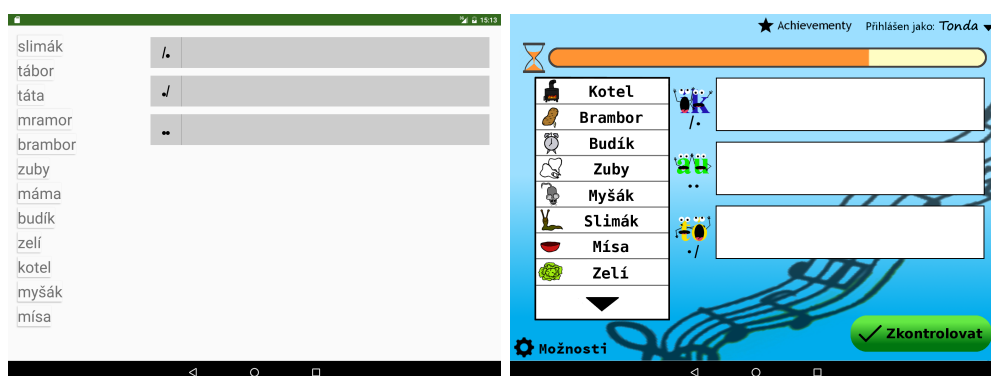 15:13
slimák
tábor
táta
mramor
brambor
zuby
máma
budík
zelí
kotel
myšák
mísa
/.
./
..
Achievementy Přihlášen jako: Tonda
Kotel
Brambor
Budík
Zuby
Myšák
Slimák
Mísa
Zelí
á k
/.
a u
..
t o
./
Zkontrolovat
Možnosti